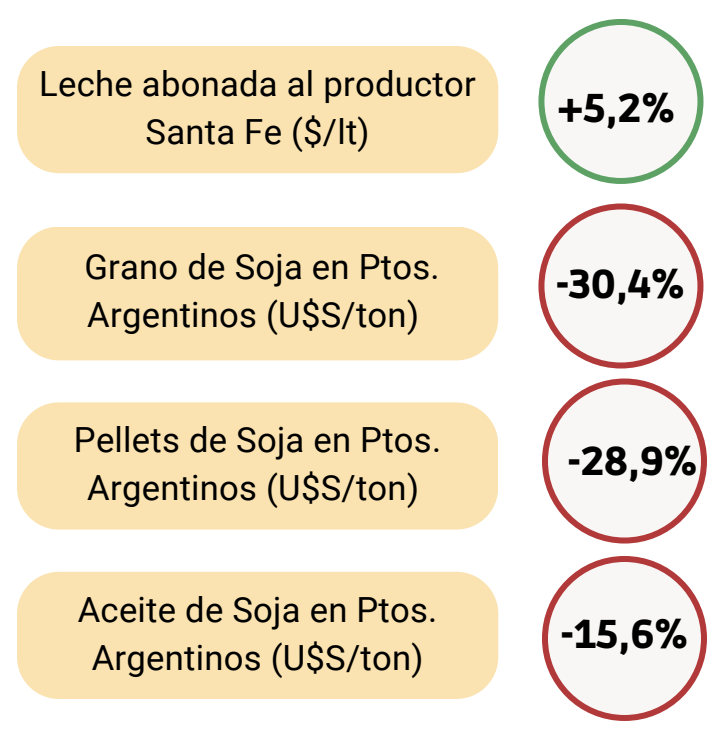 Leche abonada al productor
Santa Fe ($/lt)
+5,2%
Grano de Soja en Ptos.
Argentinos (U$S/ton)
-30,4%
Pellets de Soja en Ptos.
Argentinos (U$S/ton)
-28,9%
Aceite de Soja en Ptos.
Argentinos (U$S/ton)
-15,6%